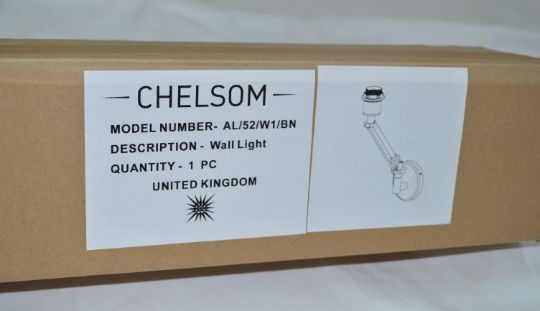 CHELSOM
MODEL NUMBER- AL/52/W1/BN
DESCRIPTION - Wall Light
QUANTITY - 1 PC
UNITED KINGDOM